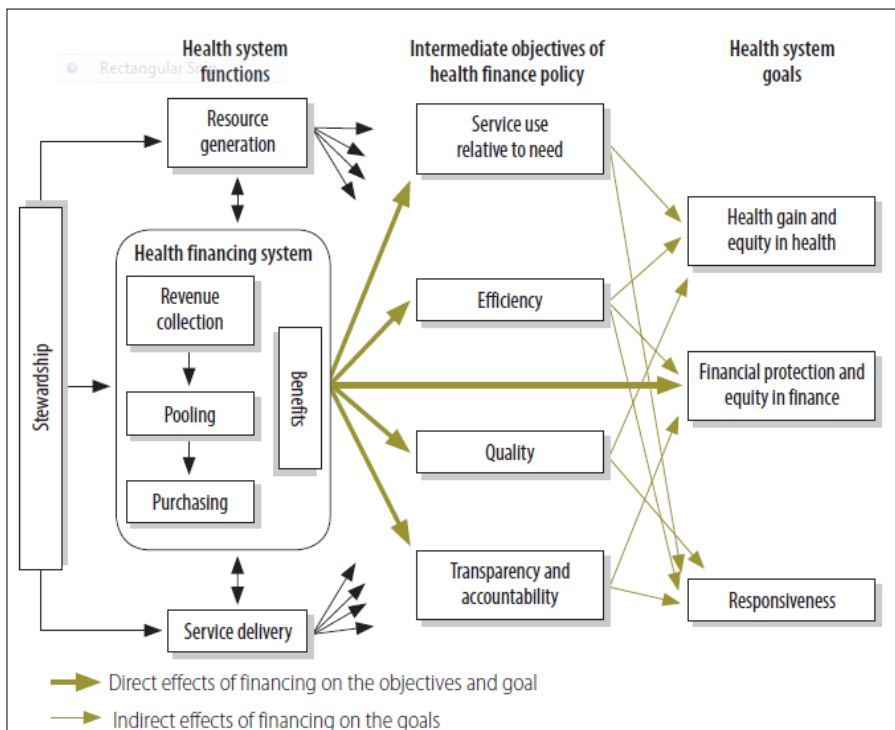 Health system
functions
Intermediate objectives of
health finance policy
Health system
goals
Rectangular
Resource
generation
Service use
relative to need
Health gain and
equity in health
Health financing system
Revenue
collection
Efficiency
Stewardship
Benefits
Financial protection and
equity in finance
Pooling
Quality
Purchasing
Transparency and
accountability
Responsiveness
Service delivery
Direct effects of financing on the objectives and goal
Indirect effects of financing on the goals